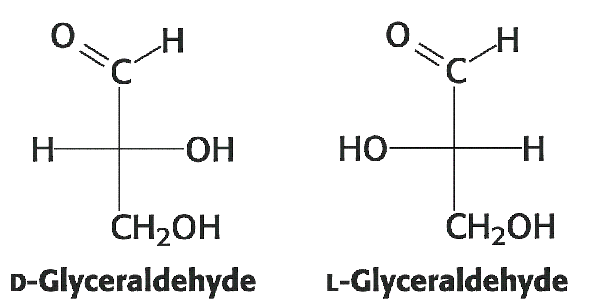 O H O H
C C
H OH HO H
CH₂OH CH₂OH
D-Glyceraldehyde L-Glyceraldehyde